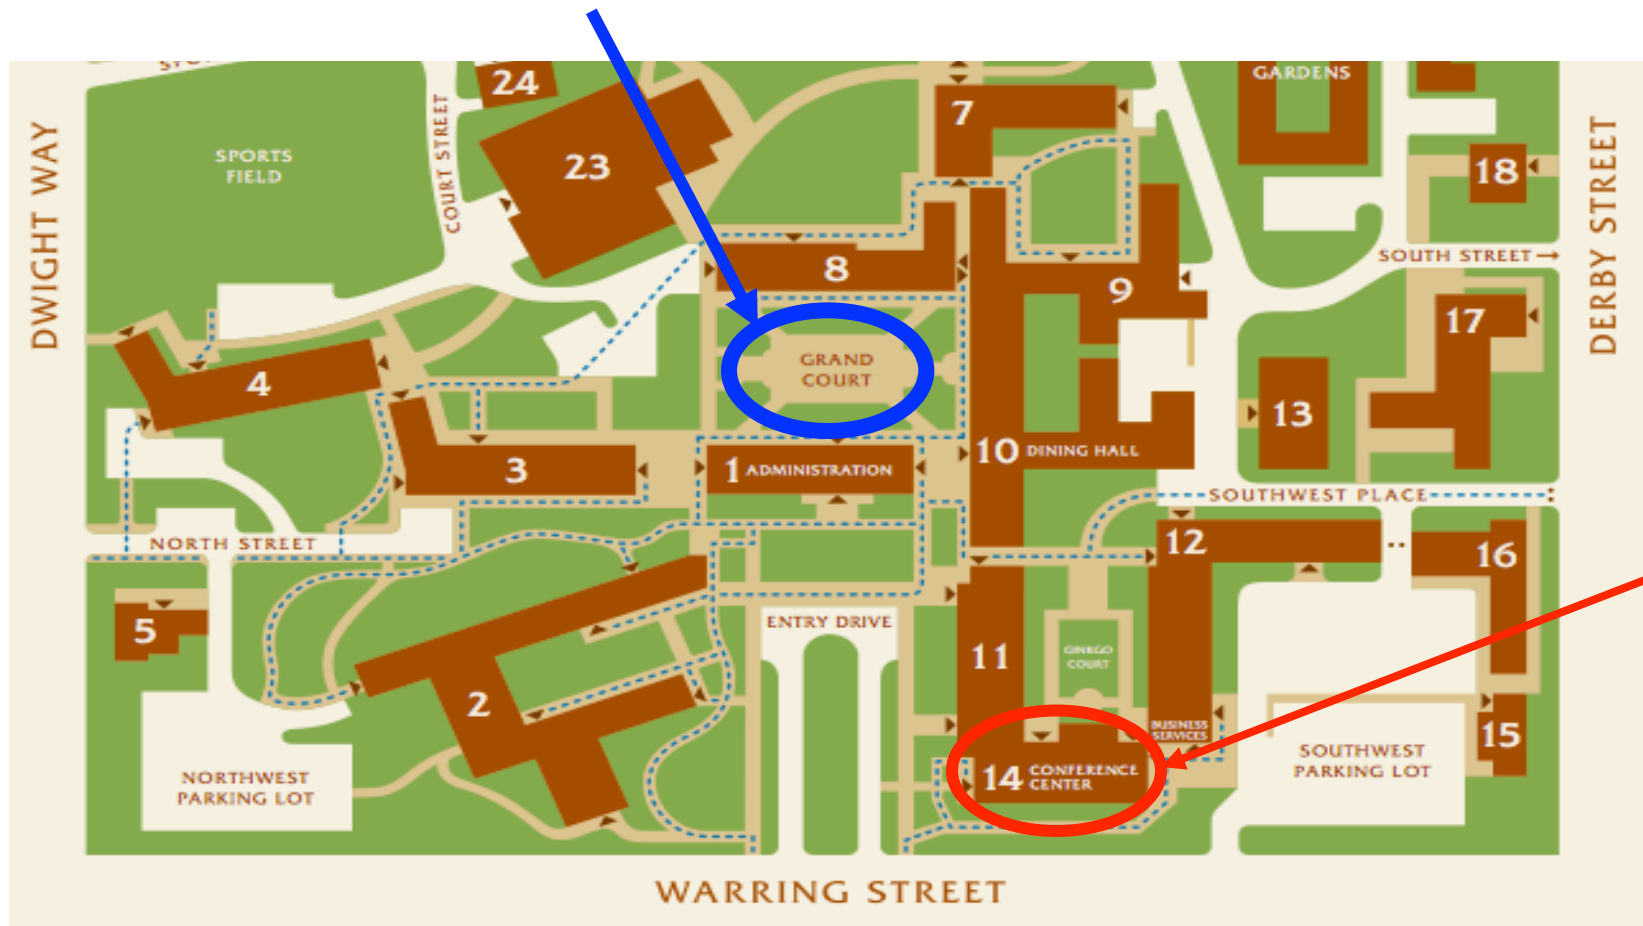 24
GARDENS
7
COURT STREET
SPORTS
FIELD
23
18
DWIGHT WAY
DERBY STREET
SOUTH STREET→
8
9
17
GRAND
COURT
4
13
3
1 ADMINISTRATION
10 DINING HALL
SOUTHWEST PLACE
NORTH STREET
12
16
5
ENTRY DRIVE
11
GINKGO
COURT
2
BUSINESS
SERVICES
15
14 CONFERENCE
CENTER
SOUTHWEST
PARKING LOT
NORTHWEST
PARKING LOT
WARRING STREET